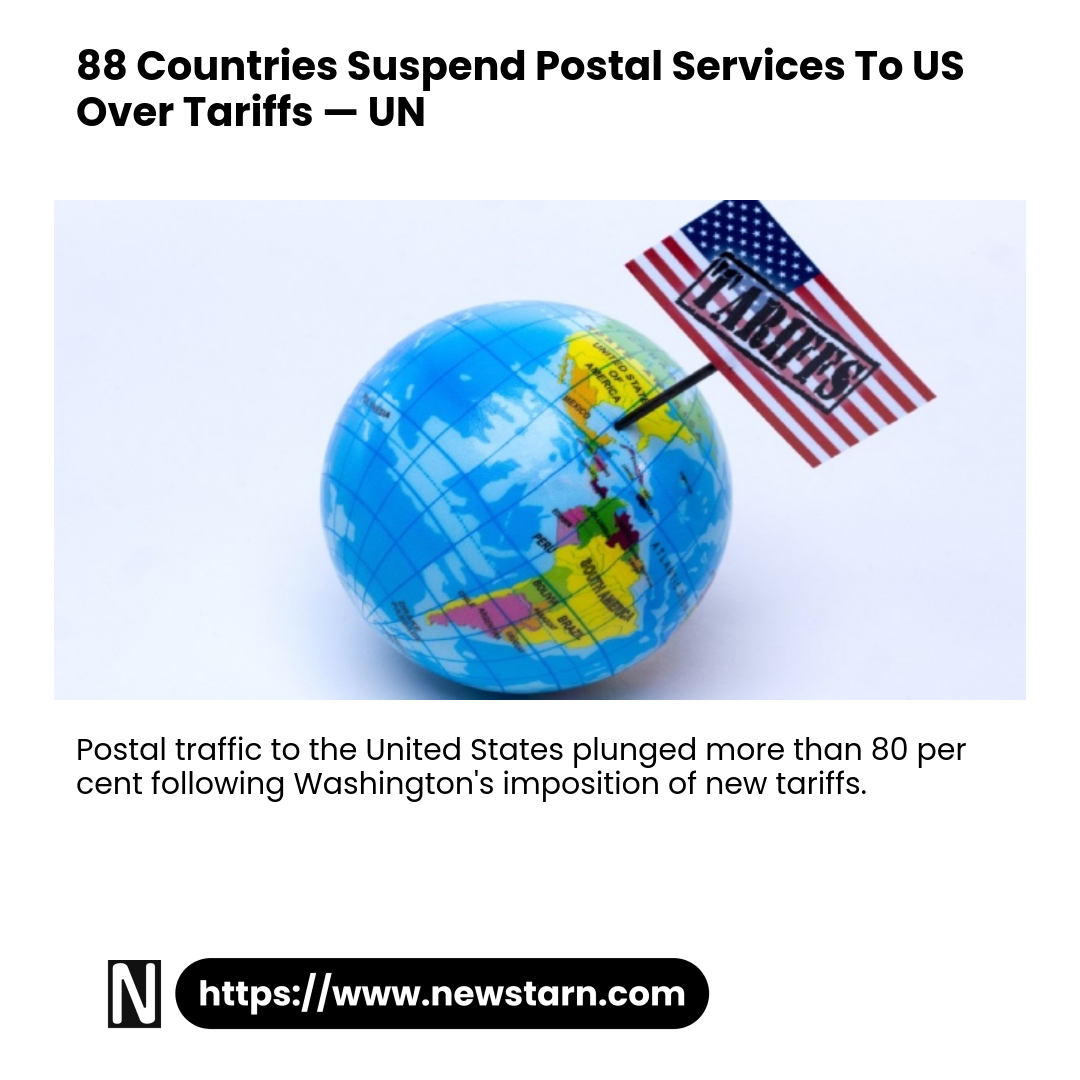 88 Countries Suspend Postal Services To US
Over Tariffs — UN
TARIFFS
UNITED STATES
OF
AMERICA
MEXICO
PERU
SOUTH AMERICA
BOLIVIA
BRAZIL
Postal traffic to the United States plunged more than 80 per
cent following Washington's imposition of new tariffs.
N
https://www.newstarn.com